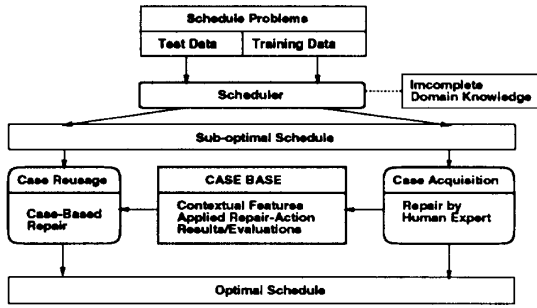 Schedule Problems
Test Data
Training Data
Scheduler
Imcomplete
Domain Knowledge
Sub-optimal Schedule
Case Reusage
Case-Based
Repair
CASE BASE
Contextual Features
Applied Repair-Action
Results/Evaluations
Case Acquisition
Repair by
Human Expert
Optimal Schedule